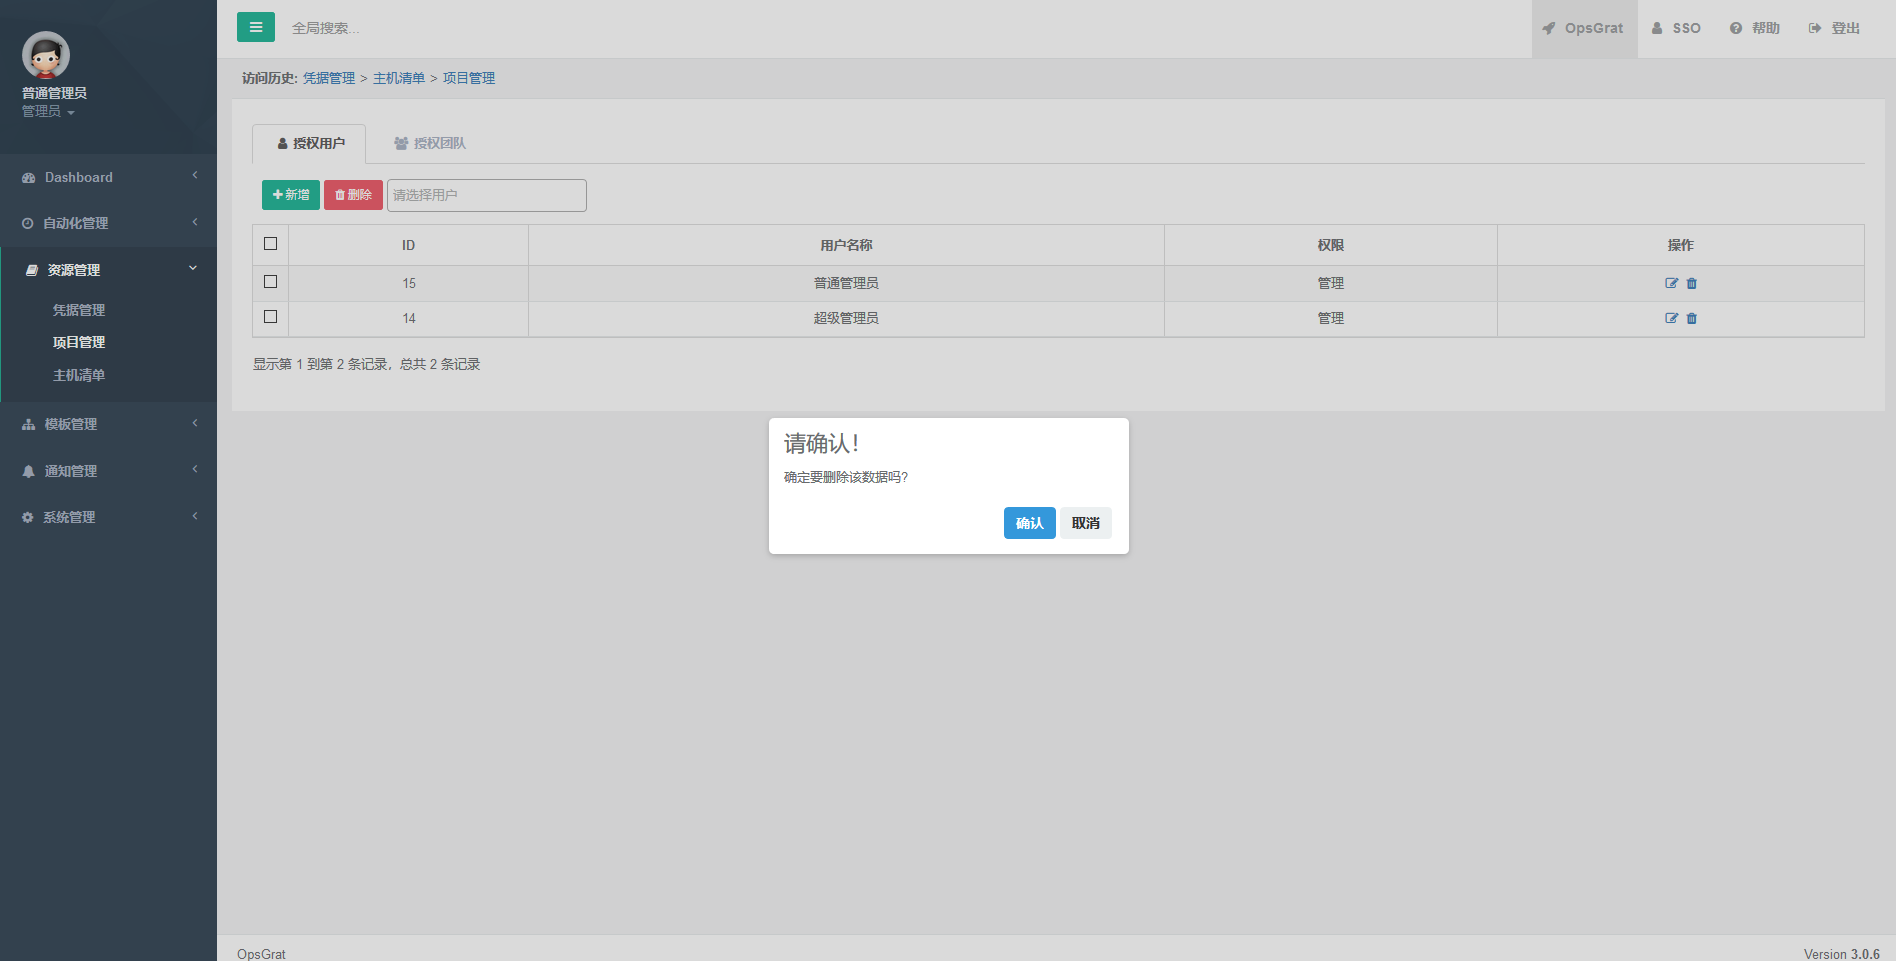 普通管理员
管理员
Dashboard
自动化管理
资源管理
凭据管理
项目管理
主机清单
模板管理
通知管理
系统管理
全局搜索...
OpsGrat
SSO
帮助
登出
访问历史: 凭据管理 > 主机清单 > 项目管理
授权用户
授权团队
新增
删除
请选择用户
ID 用户名称 权限 操作
15 普通管理员 管理
14 超级管理员 管理
显示第 1 到第 2 条记录，总共 2 条记录
请确认！
确定要删除该数据吗?
确认
取消
OpsGrat
Version 3.0.6